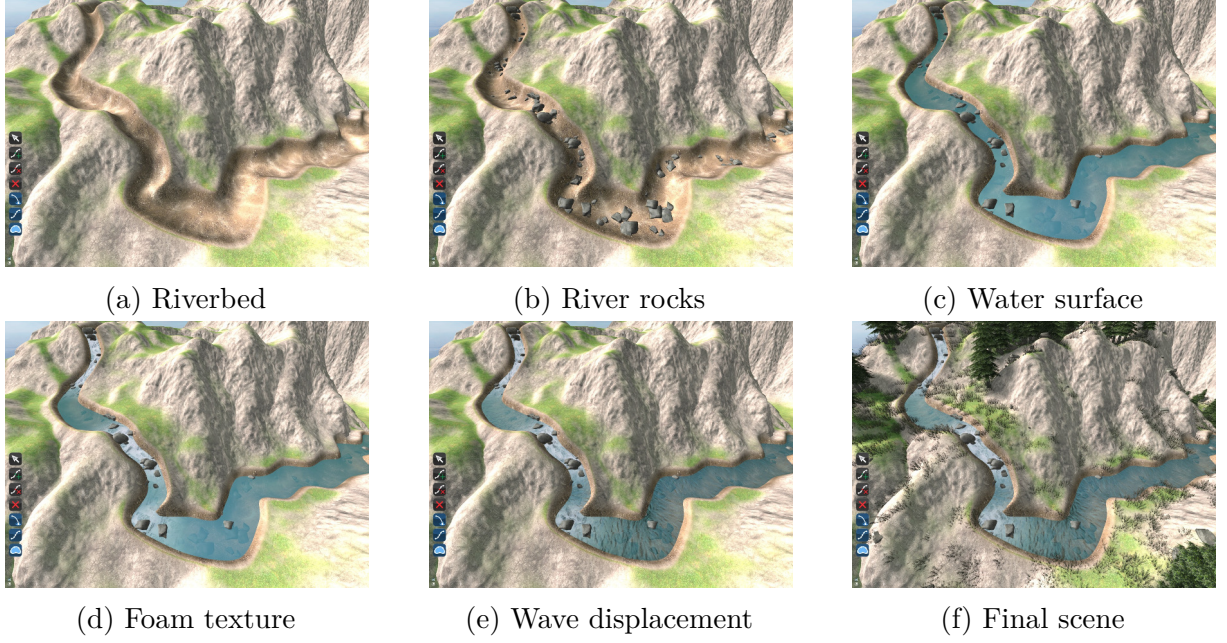 (a) Riverbed
(b) River rocks
(c) Water surface
(d) Foam texture
(e) Wave displacement
(f) Final scene